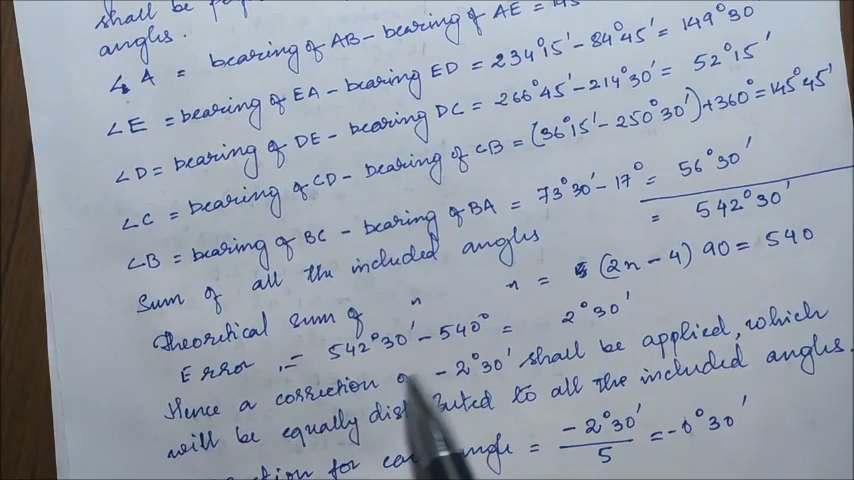 shall be
angles.
∠A = bearing of AB - bearing of AE =
∠E = bearing of EA - bearing ED = 234°15' - 84°45' = 149°30'
∠D = bearing of DE - bearing DC = 266°45' - 214°30' = 52°15'
∠C = bearing of CD - bearing of CB = (36°15' - 250°30') + 360° = 145°45'
∠B = bearing of BC - bearing of BA = 73°30' - 17° = 56°30'
Sum of all the included angles = 542°30'
Theoretical sum of " " = (2n - 4) 90 = 540
Error = 542°30' - 540° = 2°30'
Hence a correction of - 2°30' shall be applied, which
will be equally distributed to all the included angles.
for = -2°30' / 5 = -0°30'